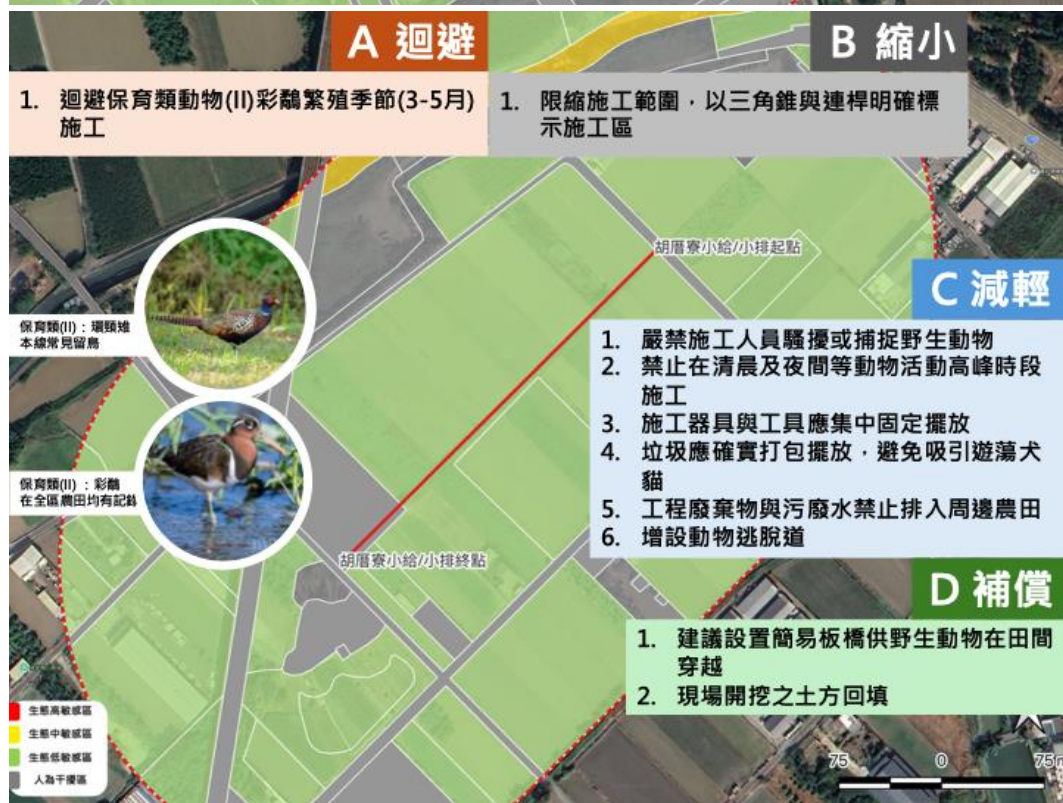 A 迴避
1. 迴避保育類動物(II)彩鷸繁殖季節(3-5月)
施工
B 縮小
1. 限縮施工範圍，以三角錐與連桿明確標
示施工區
胡厝寮小給/小排起點
保育類(II)：環頸雉
本線常見留鳥
保育類(II)：彩鷸
在全區農田均有記錄
胡厝寮小給/小排終點
C 減輕
1. 嚴禁施工人員騷擾或捕捉野生動物
2. 禁止在清晨及夜間等動物活動高峰時段
施工
3. 施工器具與工具應集中固定擺放
4. 垃圾應確實打包擺放，避免吸引遊蕩犬
貓
5. 工程廢棄物與污廢水禁止排入周邊農田
6. 增設動物逃脫道
D 補償
1. 建議設置簡易板橋供野生動物在田間
穿越
2. 現場開挖之土方回填
生態高敏感區
生態中敏感區
生態低敏感區
人為干擾區
75 0 75m